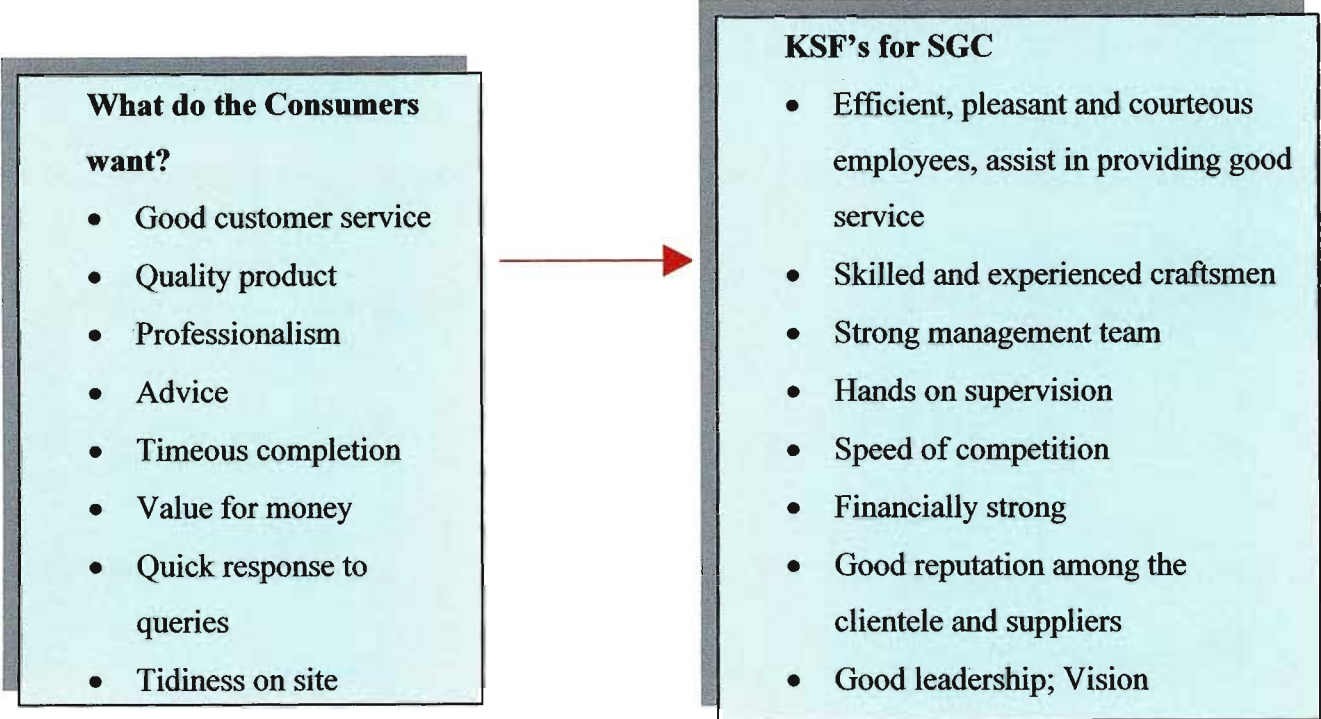 What do the Consumers
want?
• Good customer service
• Quality product
• Professionalism
• Advice
• Timeous completion
• Value for money
• Quick response to
queries
• Tidiness on site
KSF's for SGC
• Efficient, pleasant and courteous
employees, assist in providing good
service
• Skilled and experienced craftsmen
• Strong management team
• Hands on supervision
• Speed of competition
• Financially strong
• Good reputation among the
clientele and suppliers
• Good leadership; Vision